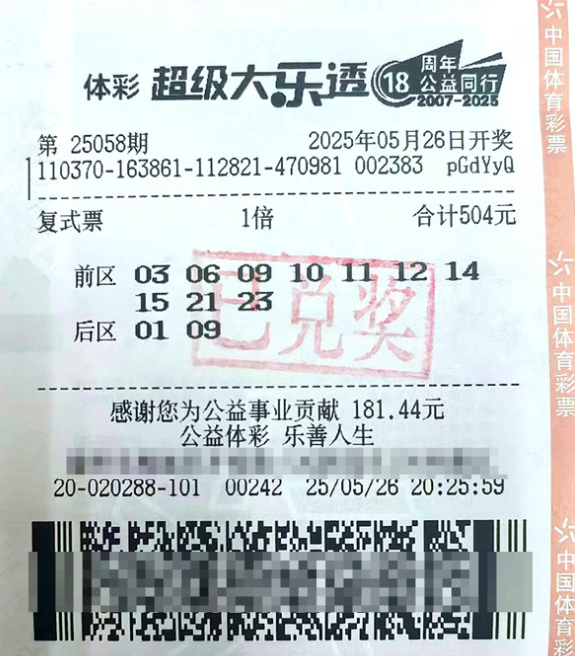 体彩 超级大乐透 18 周年 公益同行 2007-2025
第 25058期 2025年05月26日开奖
110370-163861-112821-470981 002383 pGdYyQ
复式票 1倍 合计504元
前区 03 06 09 10 11 12 14
15 21 23
后区 01 09
已兑奖
感谢您为公益事业贡献 181.44元
公益体彩 乐善人生
20-020288-101 00242 25/05/26 20:25:59
中国体育彩票
中国体育彩票
中国体育彩票